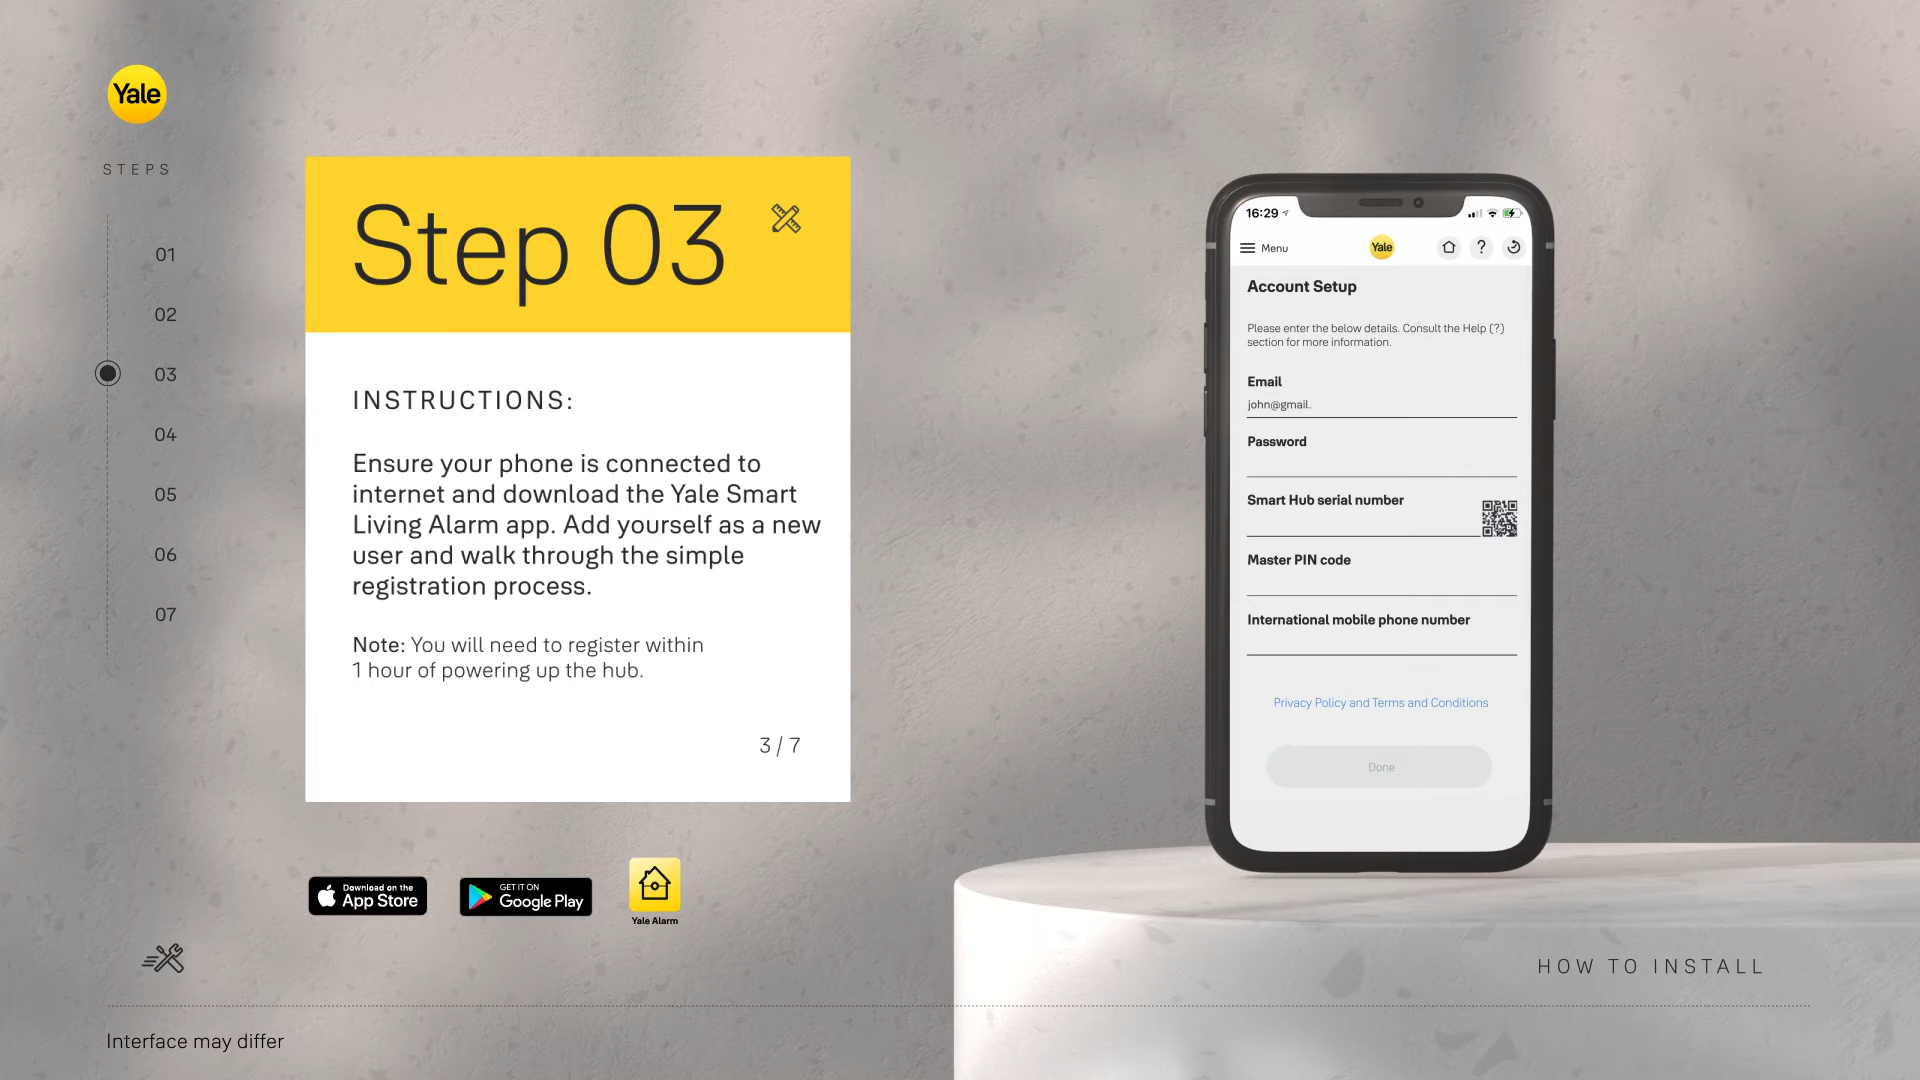 Yale
STEPS
01
02
03
04
05
06
07
Step 03
INSTRUCTIONS:
Ensure your phone is connected to
internet and download the Yale Smart
Living Alarm app. Add yourself as a new
user and walk through the simple
registration process.
Note: You will need to register within
1 hour of powering up the hub.
3 / 7
Download on the
App Store
GET IT ON
Google Play
Yale Alarm
16:29
Menu
Yale
?
Account Setup
Please enter the below details. Consult the Help (?)
section for more information.
Email
john@gmail.
Password
Smart Hub serial number
Master PIN code
International mobile phone number
Privacy Policy and Terms and Conditions
Done
HOW TO INSTALL
Interface may differ